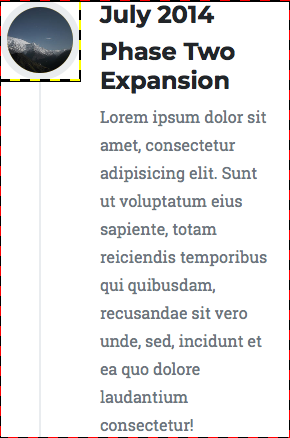 July 2014
Phase Two
Expansion
Lorem ipsum dolor sit
amet, consectetur
adipisicing elit. Sunt
ut voluptatum eius
sapiente, totam
reiciendis temporibus
qui quibusdam,
recusandae sit vero
unde, sed, incidunt et
ea quo dolore
laudantium
consectetur!